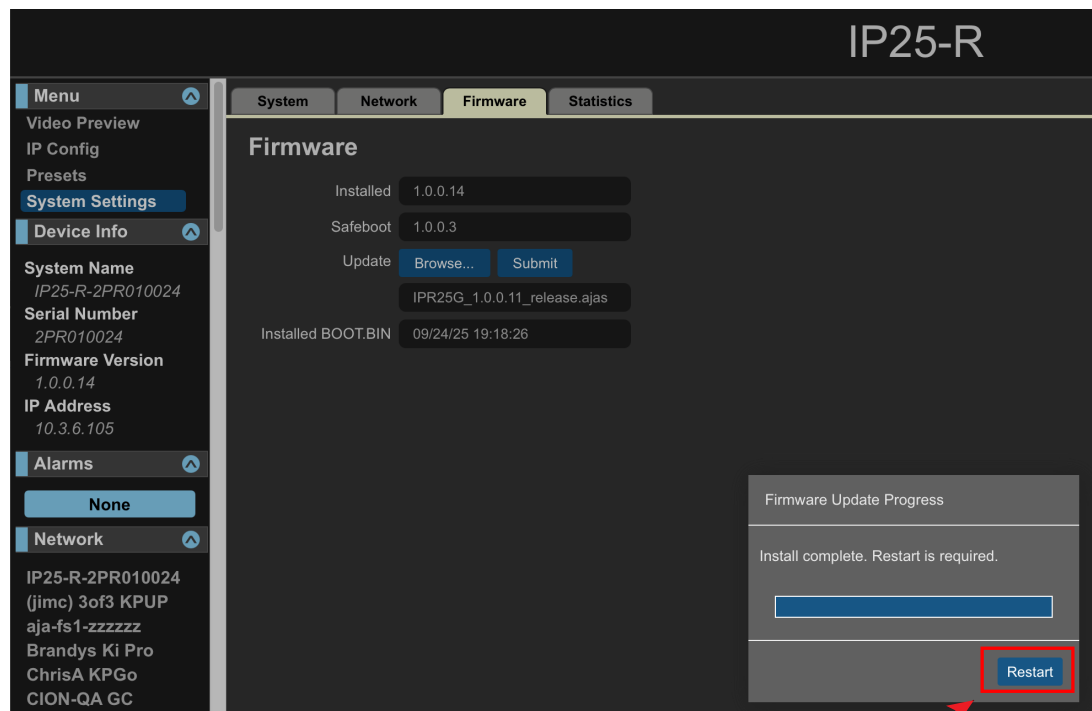 IP25-R
Menu
Video Preview
IP Config
Presets
System Settings
Device Info
System Name
IP25-R-2PR010024
Serial Number
2PR010024
Firmware Version
1.0.0.14
IP Address
10.3.6.105
Alarms
None
Network
IP25-R-2PR010024
(jimc) 3of3 KPUP
aja-fs1-zzzzzz
Brandys Ki Pro
ChrisA KPGo
CION-QA GC
System Network Firmware Statistics
Firmware
Installed 1.0.0.14
Safeboot 1.0.0.3
Update Browse... Submit
IPR25G_1.0.0.11_release.ajas
Installed BOOT.BIN 09/24/25 19:18:26
Firmware Update Progress
Install complete. Restart is required.
Restart